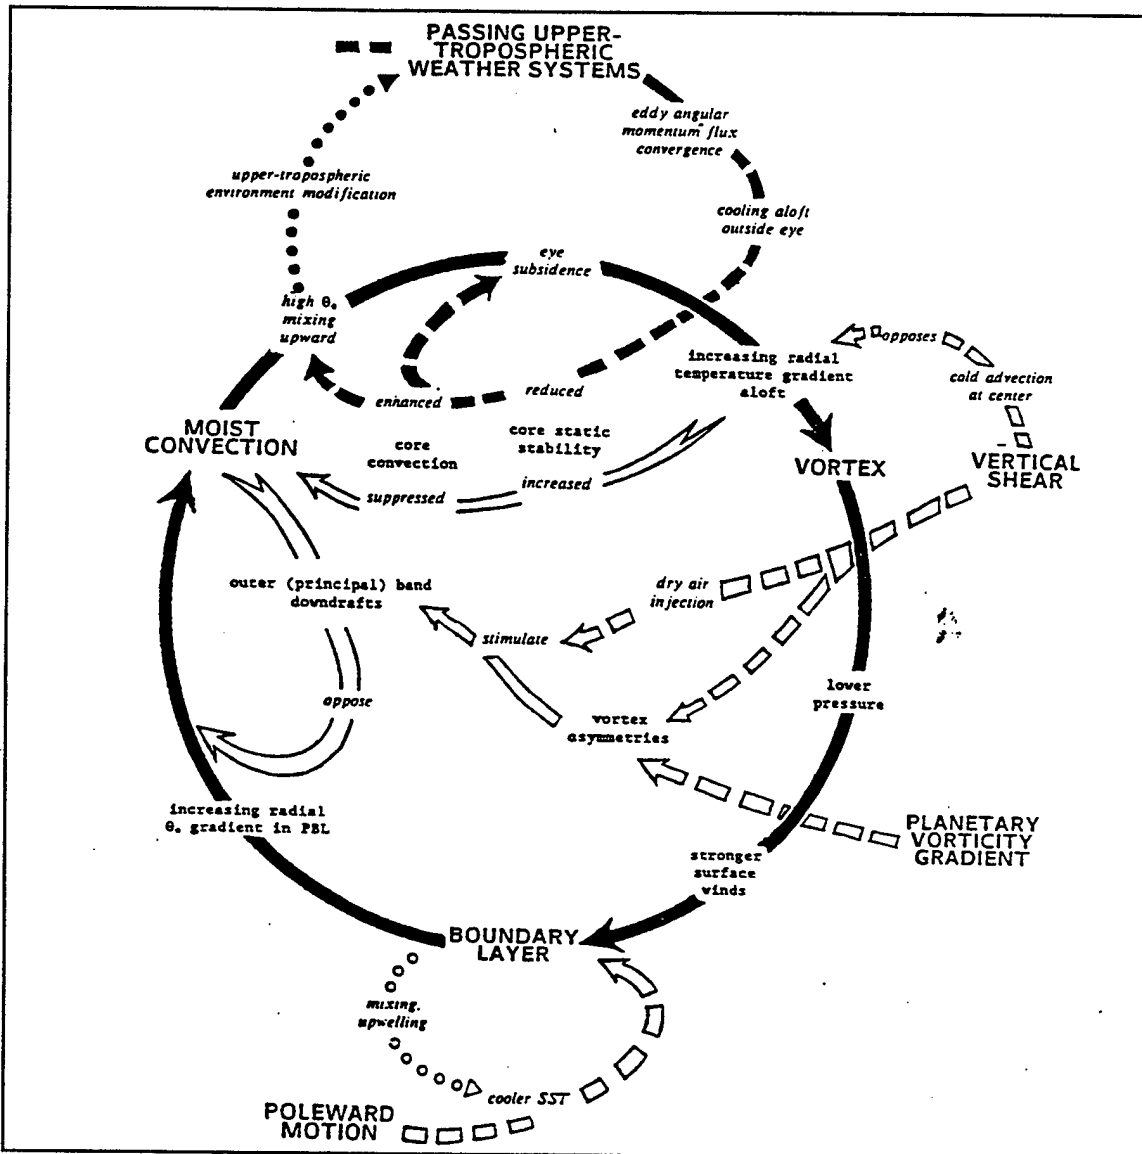 PASSING UPPER-
TROPOSPHERIC
WEATHER SYSTEMS
eddy angular
momentum flux
convergence
upper-tropospheric
environment modification
cooling aloft
outside eye
eye
subsidence
high θₑ
mixing
upward
opposes
increasing radial
temperature gradient
aloft
cold advection
at center
enhanced
reduced
MOIST
CONVECTION
core
convection
core static
stability
VORTEX
VERTICAL
SHEAR
suppressed
increased
outer (principal) band
downdrafts
dry air
injection
stimulate
oppose
vortex
asymmetries
lower
pressure
increasing radial
θₑ gradient in PBL
PLANETARY
VORTICITY
GRADIENT
stronger
surface
winds
BOUNDARY
LAYER
mixing,
upwelling
cooler SST
POLEWARD
MOTION